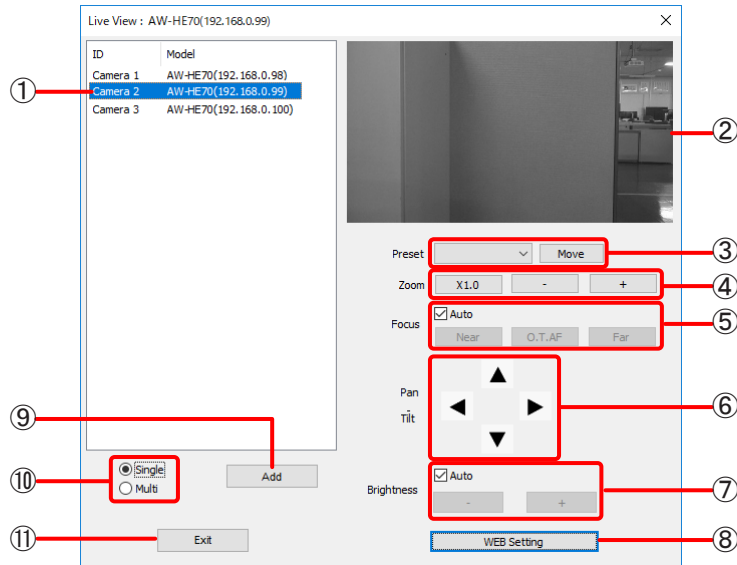 Live View : AW-HE70(192.168.0.99)
ID Model
Camera 1 AW-HE70(192.168.0.98)
① Camera 2 AW-HE70(192.168.0.99)
Camera 3 AW-HE70(192.168.0.100)
②
Preset Move ③
Zoom X1.0 - + ④
Focus Auto ⑤
Near O.T.AF Far
Pan
- ⑥
Tilt
⑨
⑩ Single
Multi
Add
Brightness Auto ⑦
- +
⑪ Exit
WEB Setting ⑧